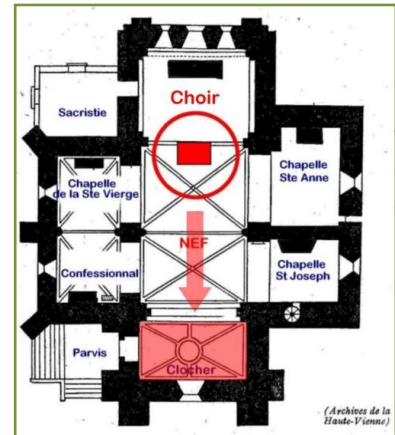 Choir
Sacristie
Chapelle
de la Ste Vierge
Chapelle
Ste Anne
NEF
Confessionnal
Chapelle
St Joseph
Parvis
Clocher
(Archives de la
Haute-Vienne)